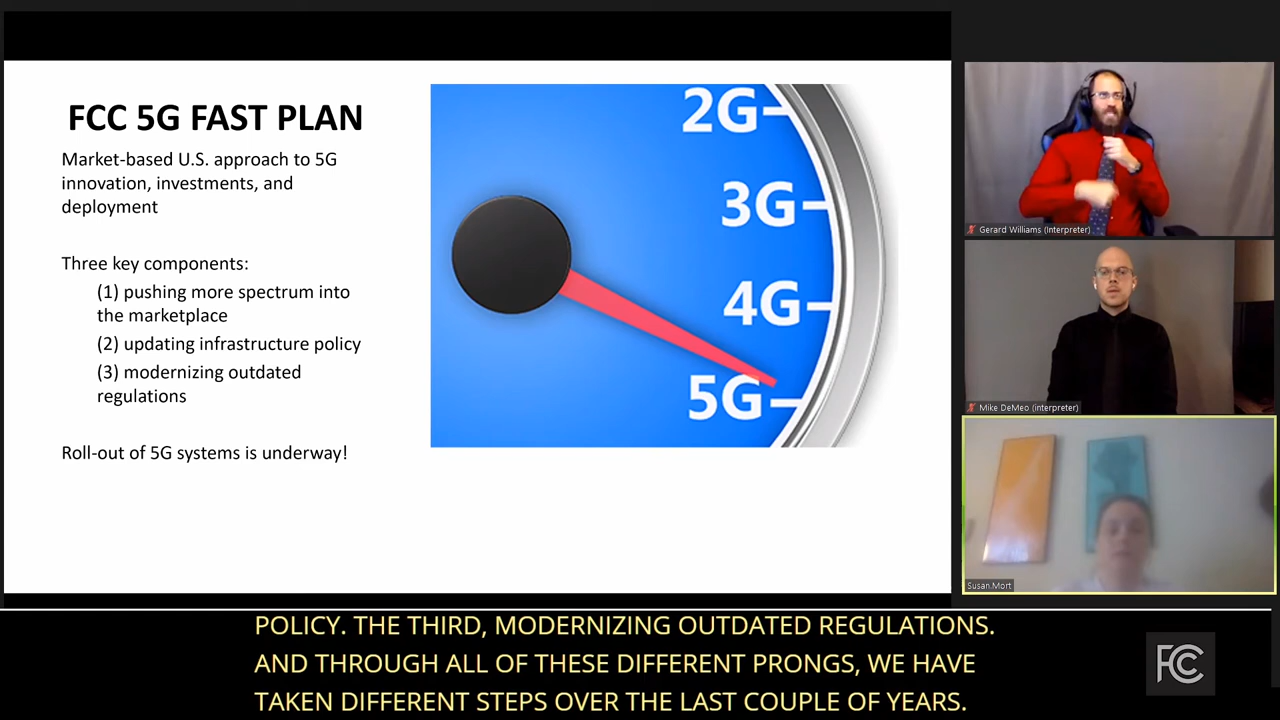 FCC 5G FAST PLAN
Market-based U.S. approach to 5G
innovation, investments, and
deployment
Three key components:
(1) pushing more spectrum into
the marketplace
(2) updating infrastructure policy
(3) modernizing outdated
regulations
Roll-out of 5G systems is underway!
2G
3G
4G
5G
Gerard Williams (Interpreter)
Mike DeMeo (interpreter)
Susan.Mort
POLICY. THE THIRD, MODERNIZING OUTDATED REGULATIONS.
AND THROUGH ALL OF THESE DIFFERENT PRONGS, WE HAVE
TAKEN DIFFERENT STEPS OVER THE LAST COUPLE OF YEARS.
FCC